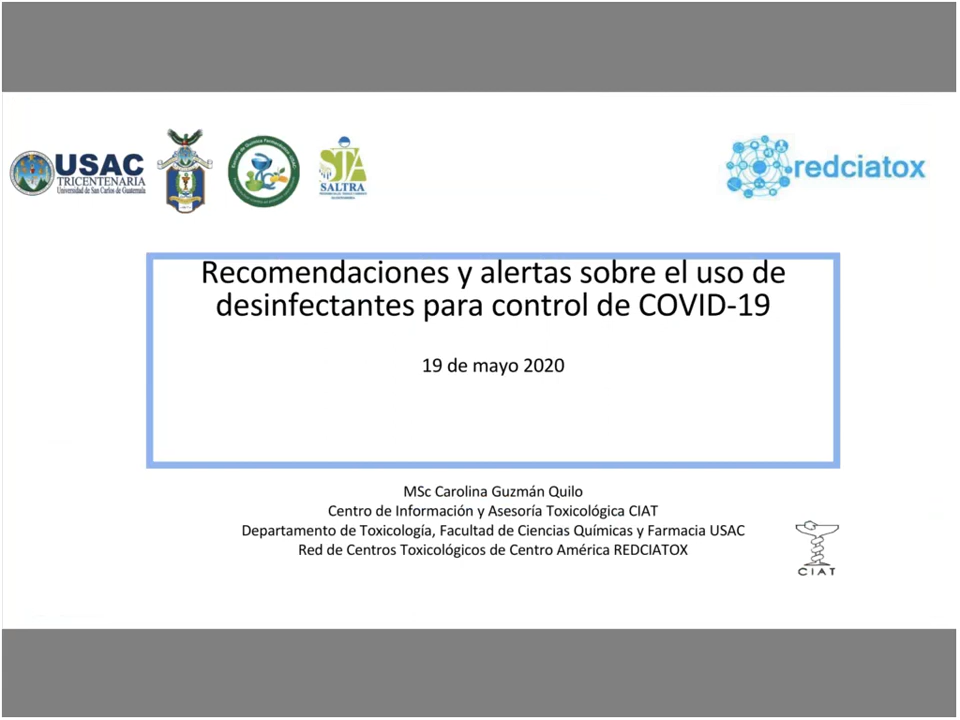 USAC
TRICENTENARIA
Universidad de San Carlos de Guatemala
SALTRA
redciatox
Recomendaciones y alertas sobre el uso de
desinfectantes para control de COVID-19
19 de mayo 2020
MSc Carolina Guzmán Quilo
Centro de Información y Asesoría Toxicológica CIAT
Departamento de Toxicología, Facultad de Ciencias Químicas y Farmacia USAC
Red de Centros Toxicológicos de Centro América REDCIATOX
CIAT